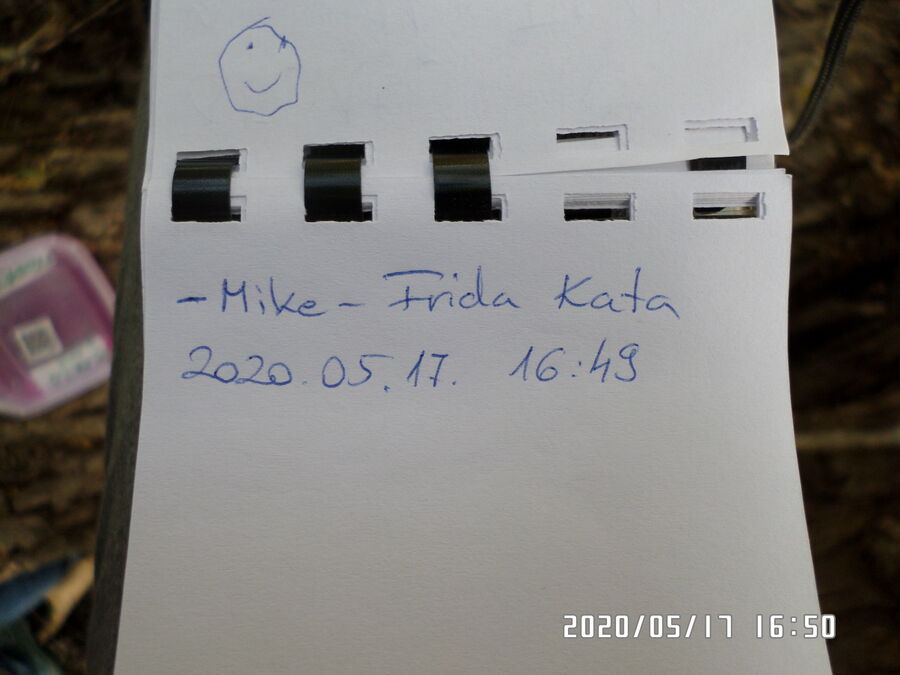 -Mike- Frida Kata
2020.05.17. 16:49
2020/05/17 16:50